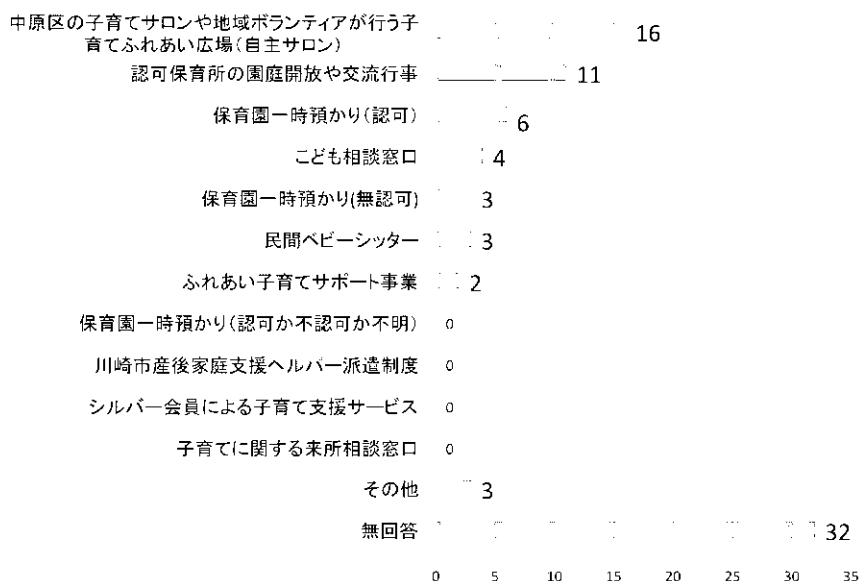 中原区の子育てサロンや地域ボランティアが行う子
育てふれあい広場(自主サロン)
16
認可保育所の園庭開放や交流行事
11
保育園一時預かり(認可)
6
こども相談窓口
4
保育園一時預かり(無認可)
3
民間ベビーシッター
3
ふれあい子育てサポート事業
2
保育園一時預かり(認可か不認可か不明)
0
川崎市産後家庭支援ヘルパー派遣制度
0
シルバー会員による子育て支援サービス
0
子育てに関する来所相談窓口
0
その他
3
無回答
32
0 5 10 15 20 25 30 35